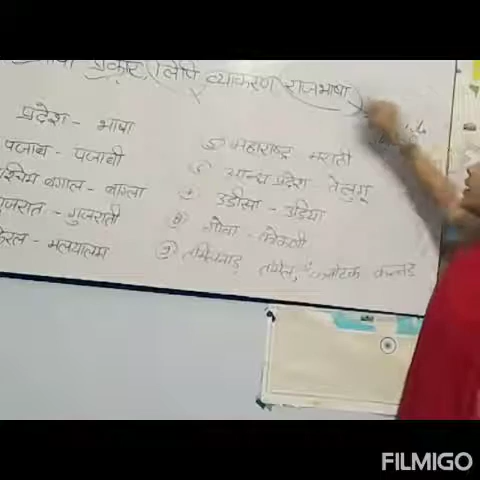 प्रकार, लिपि व्याकरण राजभाषा
प्रदेश - भाषा
पंजाब - पंजाबी
पश्चिम बंगाल - बांग्ला
गुजरात - गुजराती
केरल - मलयालम
महाराष्ट्र मराठी
आन्ध्र प्रदेश - तेलुगू
उडीसा - उडिया
गोवा - कोंकणी
तमिलनाडु तमिल, कर्नाटक कन्नड
FILMIGO